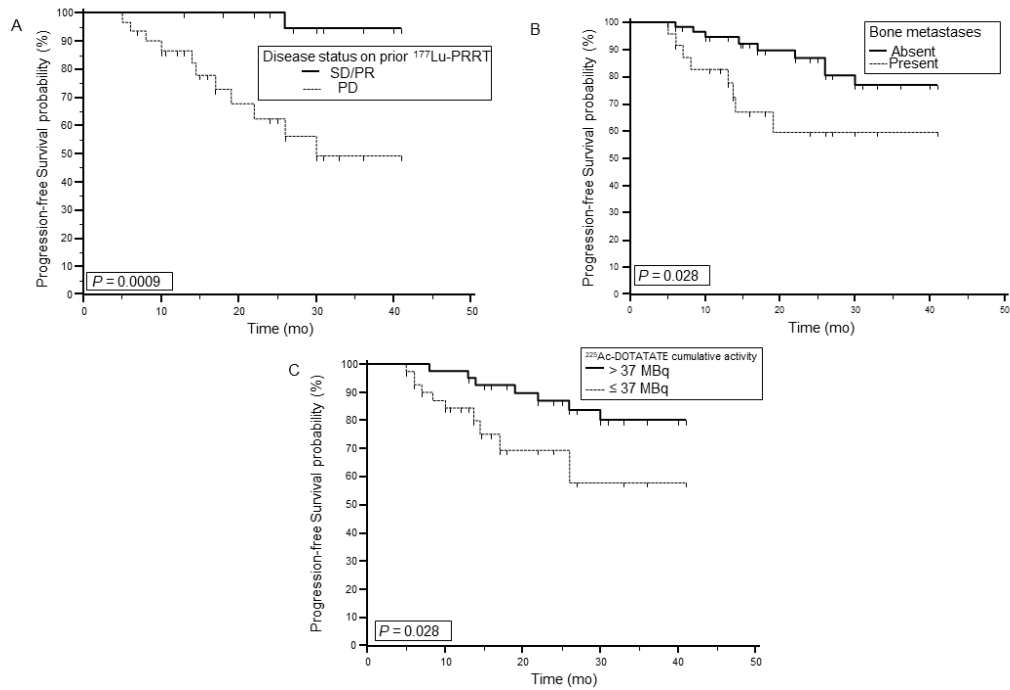 A
Progression-free Survival probability (%)
100
90
80
70
60
50
40
30
20
10
0
Disease status on prior ¹⁷⁷Lu-PRRT
SD/PR
PD
P = 0.0009
0 10 20 30 40 50
Time (mo)
B
Progression-free Survival probability (%)
100
90
80
70
60
50
40
30
20
10
0
Bone metastases
Absent
Present
P = 0.028
0 10 20 30 40 50
Time (mo)
C
Progression-free Survival probability (%)
100
90
80
70
60
50
40
30
20
10
0
²²⁵Ac-DOTATATE cumulative activity
> 37 MBq
≤ 37 MBq
P = 0.028
0 10 20 30 40 50
Time (mo)